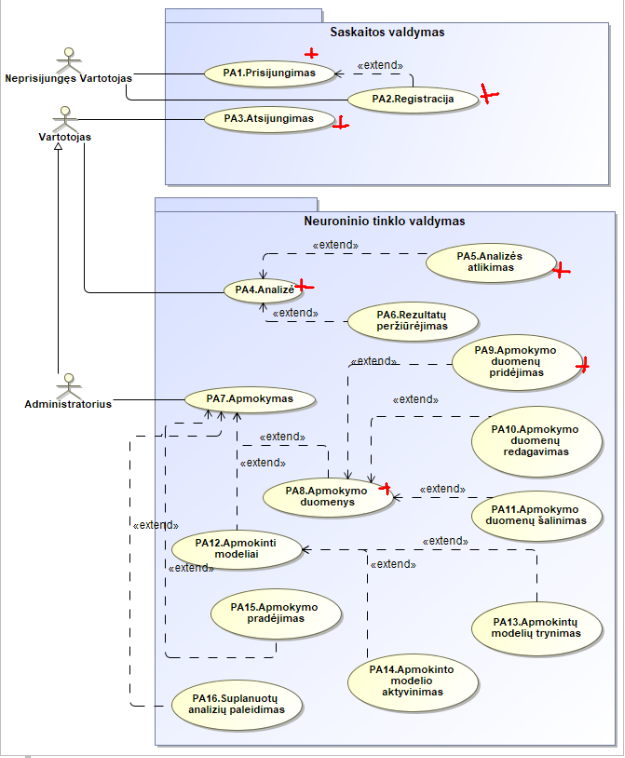 Saskaitos valdymas
Neprisijungęs Vartotojas
PA1.Prisijungimas
«extend»
PA2.Registracija
Vartotojas
PA3.Atsijungimas
Neuroninio tinklo valdymas
«extend»
PA5.Analizės
atlikimas
PA4.Analizė
«extend»
PA6.Rezultatų
peržiūrėjimas
PA9.Apmokymo
duomenų
pridėjimas
«extend»
Administratorius
PA7.Apmokymas
«extend»
PA10.Apmokymo
duomenų
redagavimas
«extend»
«extend»
PA8.Apmokymo
duomenys
«extend»
PA11.Apmokymo
duomenų šalinimas
«extend»
PA12.Apmokinti
modeliai
«extend»
«extend»
«extend»
PA15.Apmokymo
pradėjimas
PA13.Apmokintų
modelių trynimas
PA14.Apmokinto
modelio
aktyvinimas
PA16.Suplanuotų
analizių paleidimas